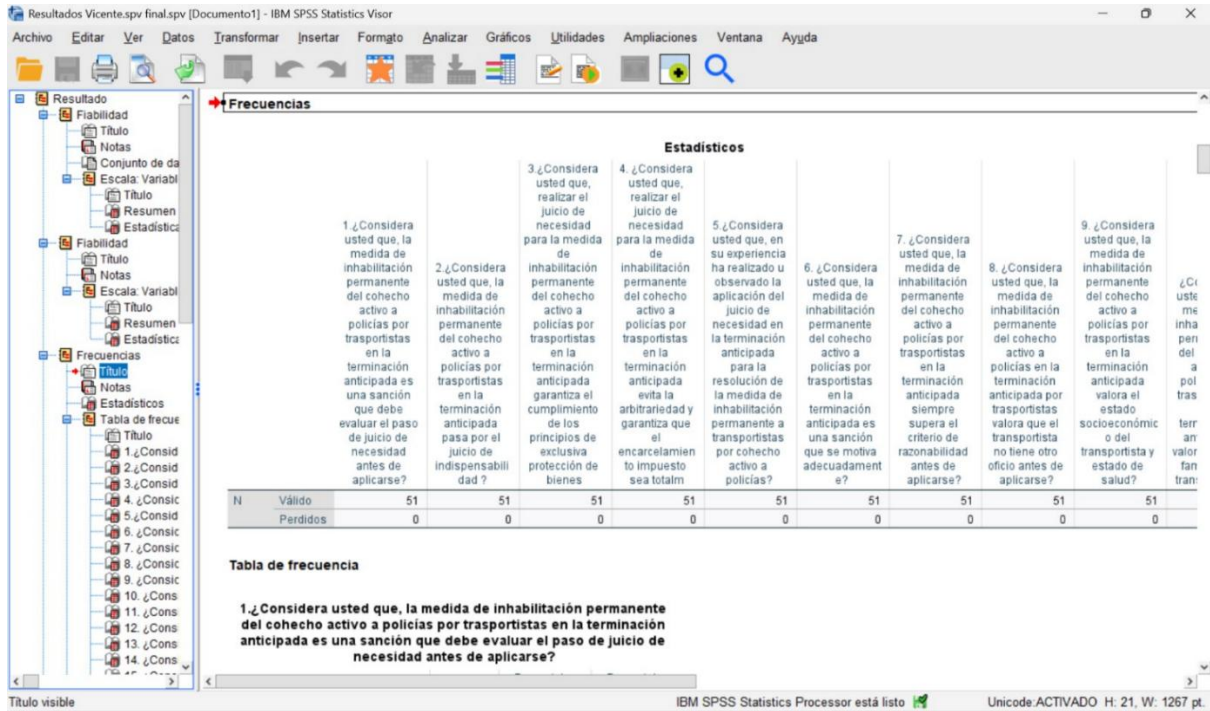 Resultados Vicente.spv final.spv [Documento1] - IBM SPSS Statistics Visor
Archivo Editar Ver Datos Transformar Insertar Formato Analizar Gráficos Utilidades Ampliaciones Ventana Ayuda
Resultado
Fiabilidad
Título
Notas
Conjunto de da
Escala: Variabl
Título
Resumen
Estadística
Fiabilidad
Título
Notas
Escala: Variabl
Título
Resumen
Estadística
Frecuencias
Título
Notas
Estadísticos
Tabla de frecue
Título
1.¿Consid
2.¿Consid
3.¿Consid
4. ¿Consic
5.¿Consid
6. ¿Consic
7. ¿Consic
8. ¿Consic
9. ¿Consic
10. ¿Cons
11. ¿Cons
12. ¿Cons
13. ¿Cons
14. ¿Cons
Frecuencias
Estadísticos
1.¿Considera
usted que, la
medida de
inhabilitación
permanente
del cohecho
activo a
policías por
trasportistas
en la
terminación
anticipada es
una sanción
que debe
evaluar el paso
de juicio de
necesidad
antes de
aplicarse?
2.¿Considera
usted que, la
medida de
inhabilitación
permanente
del cohecho
activo a
policías por
trasportistas
en la
terminación
anticipada
pasa por el
juicio de
indispensabili
dad ?
3.¿Considera
usted que,
realizar el
juicio de
necesidad
para la medida
de
inhabilitación
permanente
del cohecho
activo a
policías por
trasportistas
en la
terminación
anticipada
garantiza el
cumplimiento
de los
principios de
exclusiva
protección de
bienes
4. ¿Considera
usted que,
realizar el
juicio de
necesidad
para la medida
de
inhabilitación
permanente
del cohecho
activo a
policías por
trasportistas
en la
terminación
anticipada
evita la
arbitrariedad y
garantiza que
el
encarcelamien
to impuesto
sea totalm
5.¿Considera
usted que, en
su experiencia
ha realizado u
observado la
aplicación del
juicio de
necesidad en
la terminación
anticipada
para la
resolución de
la medida de
inhabilitación
permanente a
transportistas
por cohecho
activo a
policías?
6. ¿Considera
usted que, la
medida de
inhabilitación
permanente
del cohecho
activo a
policías por
trasportistas
en la
terminación
anticipada es
una sanción
que se motiva
adecuadament
e?
7. ¿Considera
usted que, la
medida de
inhabilitación
permanente
del cohecho
activo a
policías por
trasportistas
en la
terminación
anticipada
siempre
supera el
criterio de
razonabilidad
antes de
aplicarse?
8. ¿Considera
usted que, la
medida de
inhabilitación
permanente
del cohecho
activo a
policías en la
terminación
anticipada por
trasportistas
valora que el
transportista
no tiene otro
oficio antes de
aplicarse?
9. ¿Considera
usted que, la
medida de
inhabilitación
permanente
del cohecho
activo a
policías por
trasportistas
en la
terminación
anticipada
valora el
estado
socioeconómic
o del
transportista y
estado de
salud?
¿Co
uste
me
inha
perr
del
a
pol
tras
terr
an
valor
fan
tran
N Válido 51 51 51 51 51 51 51 51 51
Perdidos 0 0 0 0 0 0 0 0 0
Tabla de frecuencia
1.¿Considera usted que, la medida de inhabilitación permanente
del cohecho activo a policías por trasportistas en la terminación
anticipada es una sanción que debe evaluar el paso de juicio de
necesidad antes de aplicarse?
Título visible
IBM SPSS Statistics Processor está listo
Unicode:ACTIVADO H: 21, W: 1267 pt.